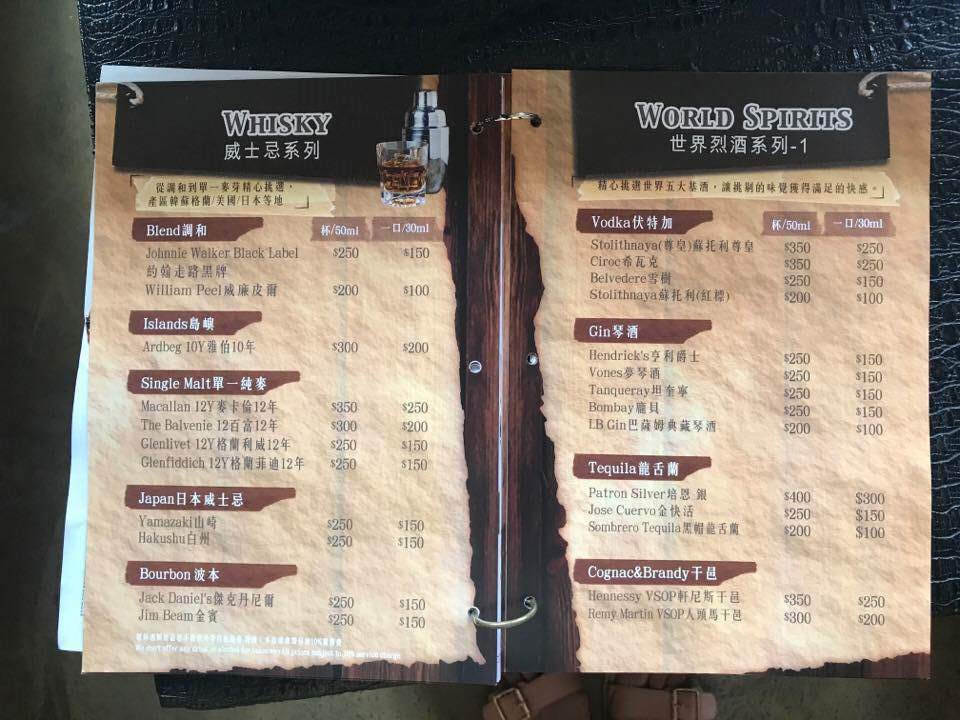 WHISKY
威士忌系列
從調和到單一麥芽精心挑選，
產區韓蘇格蘭/美國/日本等地
Blend調和 杯/50ml 一口/30ml
Johnnie Walker Black Label $250 $150
約翰走路黑牌
William Peel威廉皮爾 $200 $100
Islands島嶼
Ardbeg 10Y雅伯10年 $300 $200
Single Malt單一純麥
Macallan 12Y麥卡倫12年 $350 $250
The Balvenie 12百富12年 $300 $200
Glenlivet 12Y格蘭利威12年 $250 $150
Glenfiddich 12Y格蘭菲迪12年 $250 $150
Japan日本威士忌
Yamazaki山崎 $250 $150
Hakushu白州 $250 $150
Bourbon波本
Jack Daniel's傑克丹尼爾 $250 $150
Jim Beam金賓 $250 $150
We don't offer any drink of alcohol for takeaway/All prices subject to 10% service charge
WORLD SPIRITS
世界烈酒系列-1
精心挑選世界五大基酒，讓挑剔的味覺獲得滿足的快感。
Vodka伏特加 杯/50ml 一口/30ml
Stolithnaya(尊皇)蘇托利尊皇 $350 $250
Ciroc希瓦克 $350 $250
Belvedere雪樹 $250 $150
Stolithnaya蘇托利(紅標) $200 $100
Gin琴酒
Hendrick's亨利爵士 $250 $150
Vones夢琴酒 $250 $150
Tanqueray坦奎寧 $250 $150
Bombay龐貝 $250 $150
LB Gin巴薩姆典藏琴酒 $200 $100
Tequila龍舌蘭
Patron Silver培恩 銀 $400 $300
Jose Cuervo金快活 $250 $150
Sombrero Tequila黑帽龍舌蘭 $200 $100
Cognac&Brandy干邑
Hennessy VSOP軒尼斯干邑 $350 $250
Remy Martin VSOP人頭馬干邑 $300 $200